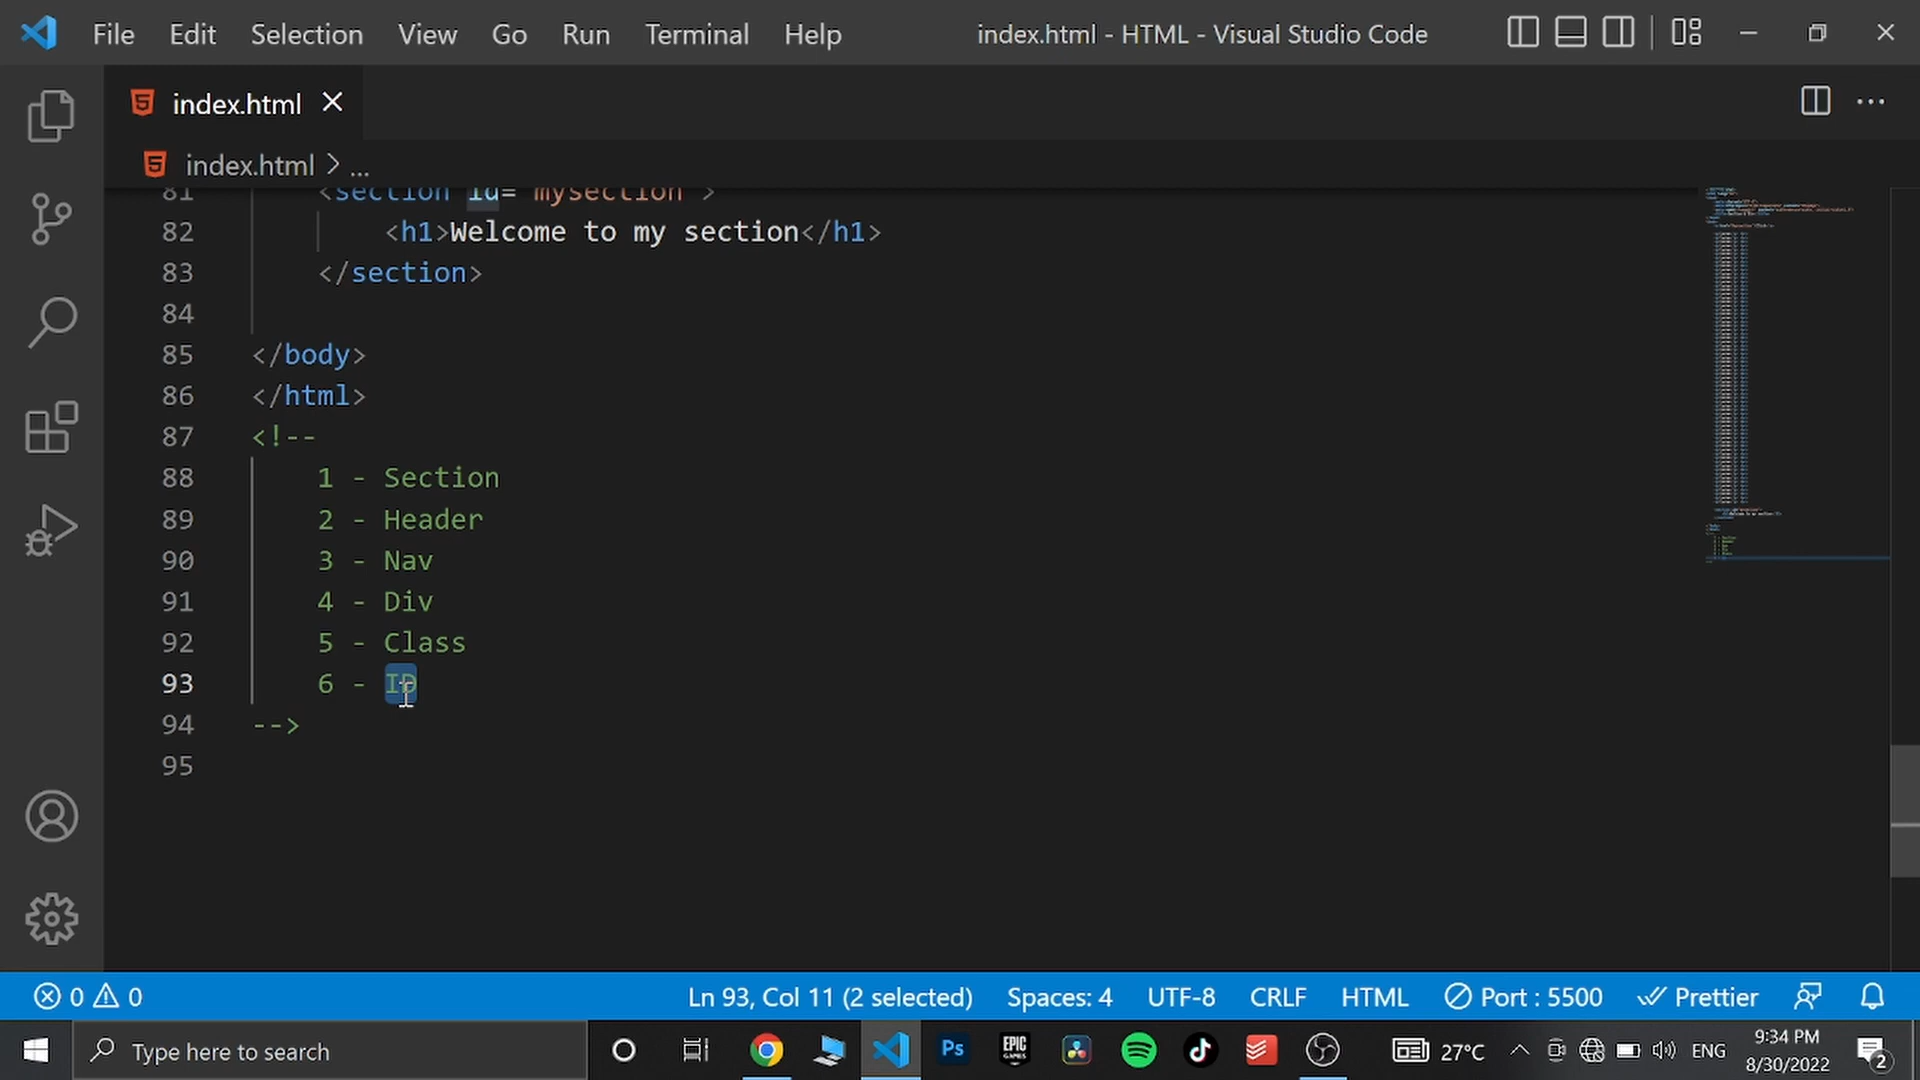 File Edit Selection View Go Run Terminal Help index.html - HTML - Visual Studio Code
index.html
index.html > ...
81 <section id="mysection">
82 <h1>Welcome to my section</h1>
83 </section>
84
85 </body>
86 </html>
87 <!--
88 1 - Section
89 2 - Header
90 3 - Nav
91 4 - Div
92 5 - Class
93 6 - ID
94 -->
95
0 0 Ln 93, Col 11 (2 selected) Spaces: 4 UTF-8 CRLF HTML Port : 5500 Prettier
Type here to search Ps EPIC GAMES 27°C ENG 9:34 PM
8/30/2022 2